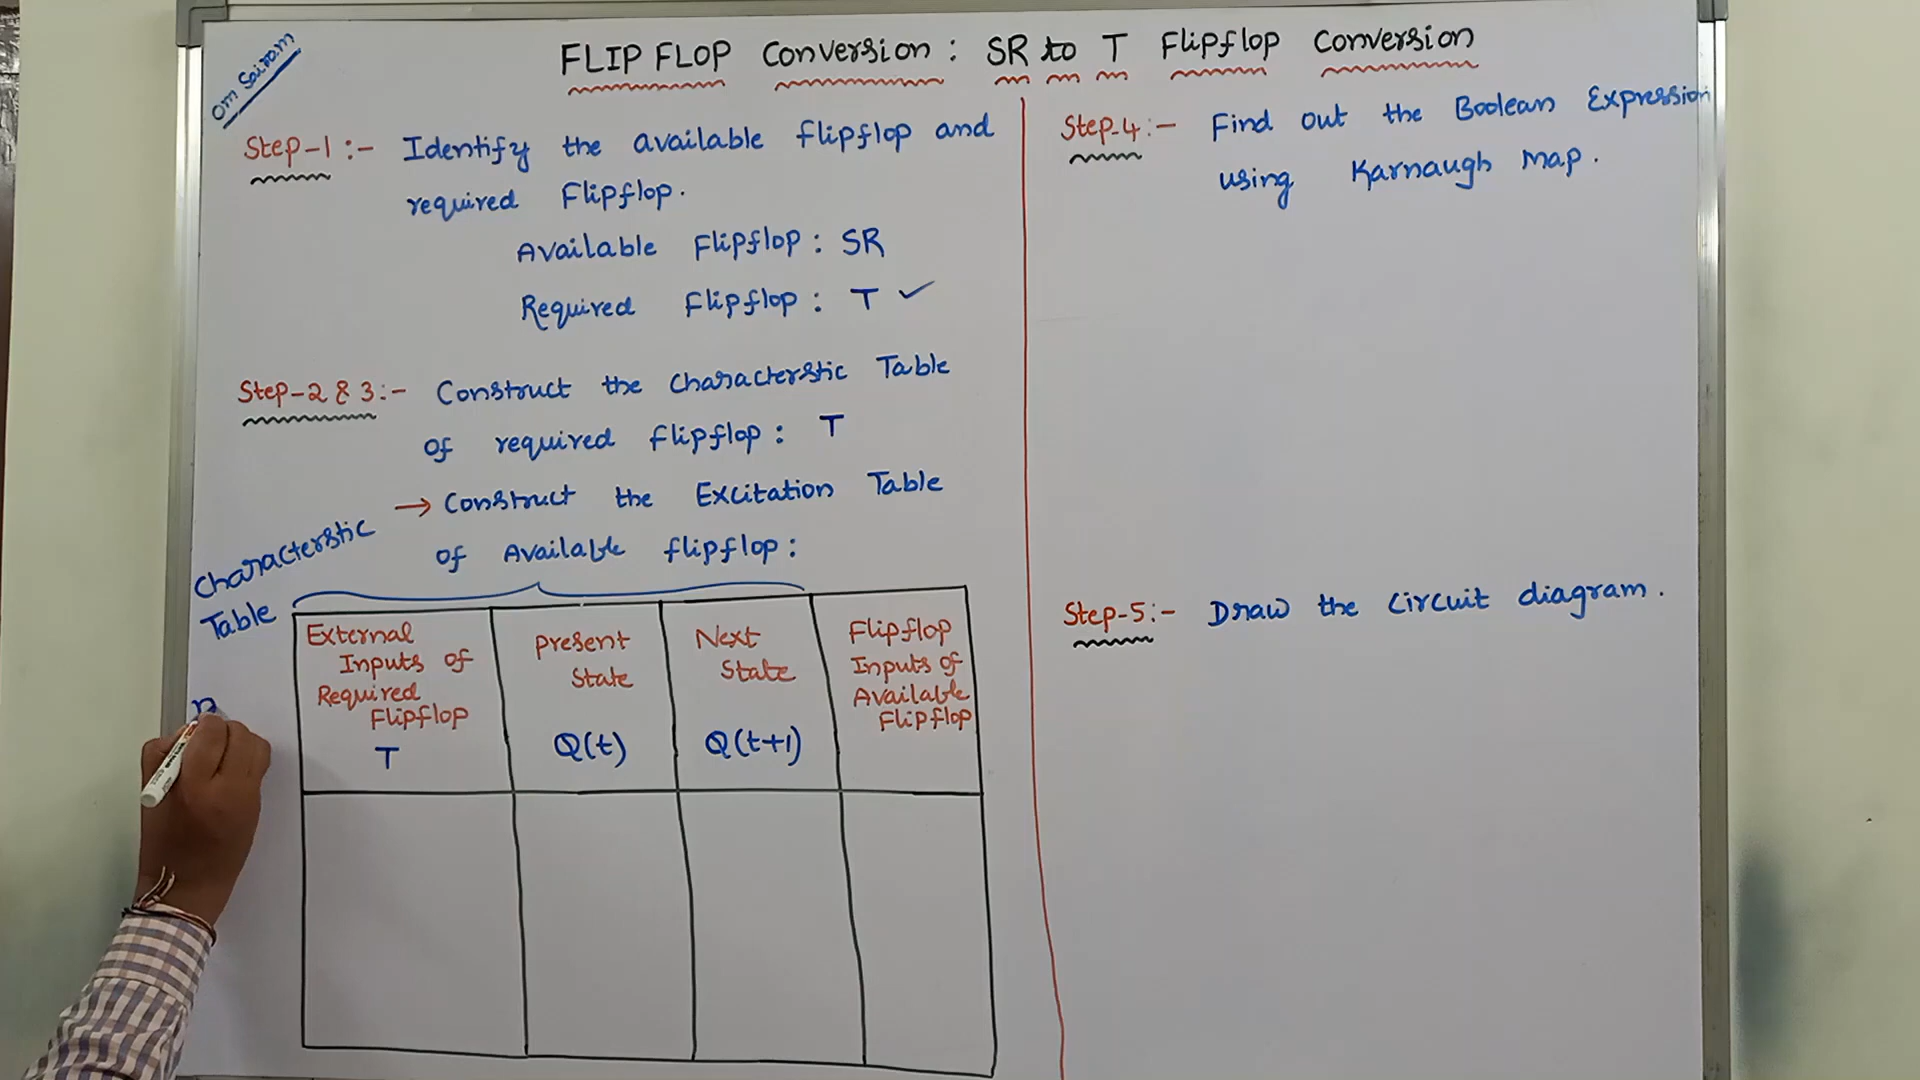 Om Sairam
FLIP FLOP Conversion : SR to T Flipflop Conversion
Step-1 :- Identify the available flipflop and
required Flipflop.
Available Flipflop : SR
Required Flipflop : T ✓
Step-2 & 3 :- Construct the Characterstic Table
of required flipflop : T
→ Construct the Excitation Table
of Available flipflop :
Characterstic
Table
External
Inputs of
Required
Flipflop
T
Present
State
Q(t)
Next
State
Q(t+1)
Flipflop
Inputs of
Available
Flipflop
Step-4 :- Find out the Boolean Expression
using Karnaugh Map.
Step-5 :- Draw the Circuit diagram.